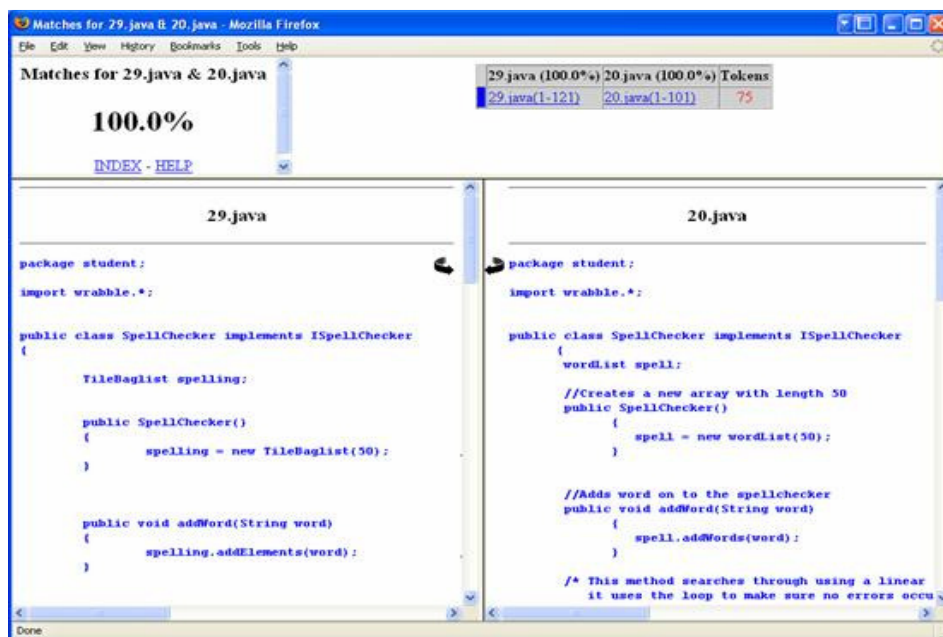 Matches for 29.java & 20.java - Mozilla Firefox
File Edit View History Bookmarks Tools Help
Matches for 29.java & 20.java
100.0%
INDEX - HELP
29.java (100.0%) 20.java (100.0%) Tokens
29.java(1-121) 20.java(1-101) 75
29.java
package student;
import wrabble.*;
public class SpellChecker implements ISpellChecker
{
TileBaglist spelling;
public SpellChecker()
{
spelling = new TileBaglist(50);
}
public void addWord(String word)
{
spelling.addElements(word);
}
20.java
package student;
import wrabble.*;
public class SpellChecker implements ISpellChecker
{
wordList spell;
//Creates a new array with length 50
public SpellChecker()
{
spell = new wordList(50);
}
//Adds word on to the spellchecker
public void addWord(String word)
{
spell.addWords(word);
}
/* This method searches through using a linear
it uses the loop to make sure no errors occu
Done